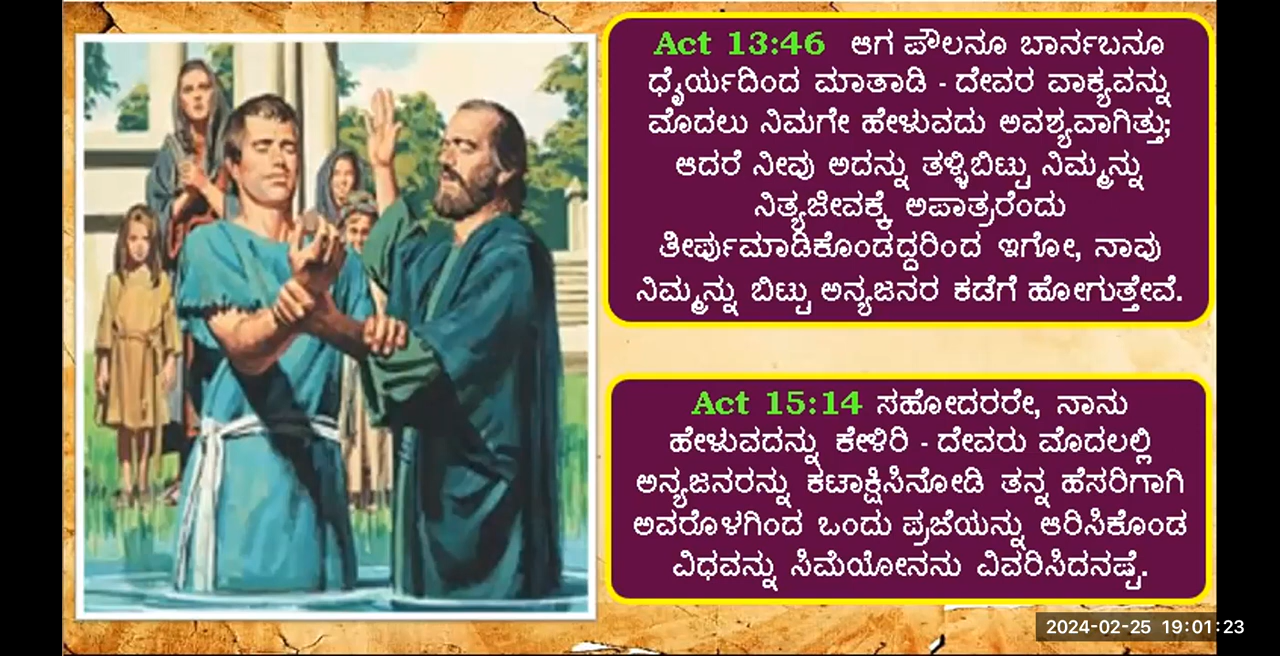 Act 13:46 ಆಗ ಪೌಲನೂ ಬಾರ್ನಬನೂ
ಧೈರ್ಯದಿಂದ ಮಾತಾಡಿ - ದೇವರ ವಾಕ್ಯವನ್ನು
ಮೊದಲು ನಿಮಗೇ ಹೇಳುವದು ಅವಶ್ಯವಾಗಿತ್ತು;
ಆದರೆ ನೀವು ಅದನ್ನು ತಳ್ಳಿಬಿಟ್ಟು ನಿಮ್ಮನ್ನು
ನಿತ್ಯಜೀವಕ್ಕೆ ಅಪಾತ್ರರೆಂದು
ತೀರ್ಪುಮಾಡಿಕೊಂಡದ್ದರಿಂದ ಇಗೋ, ನಾವು
ನಿಮ್ಮನ್ನು ಬಿಟ್ಟು ಅನ್ಯಜನರ ಕಡೆಗೆ ಹೋಗುತ್ತೇವೆ.
Act 15:14 ಸಹೋದರರೇ, ನಾನು
ಹೇಳುವದನ್ನು ಕೇಳಿರಿ - ದೇವರು ಮೊದಲಲ್ಲಿ
ಅನ್ಯಜನರನ್ನು ಕಟಾಕ್ಷಿಸಿನೋಡಿ ತನ್ನ ಹೆಸರಿಗಾಗಿ
ಅವರೊಳಗಿಂದ ಒಂದು ಪ್ರಜೆಯನ್ನು ಆರಿಸಿಕೊಂಡ
ವಿಧವನ್ನು ಸಿಮೆಯೋನನು ವಿವರಿಸಿದನಷ್ಟೆ.
2024-02-25 19:01:23